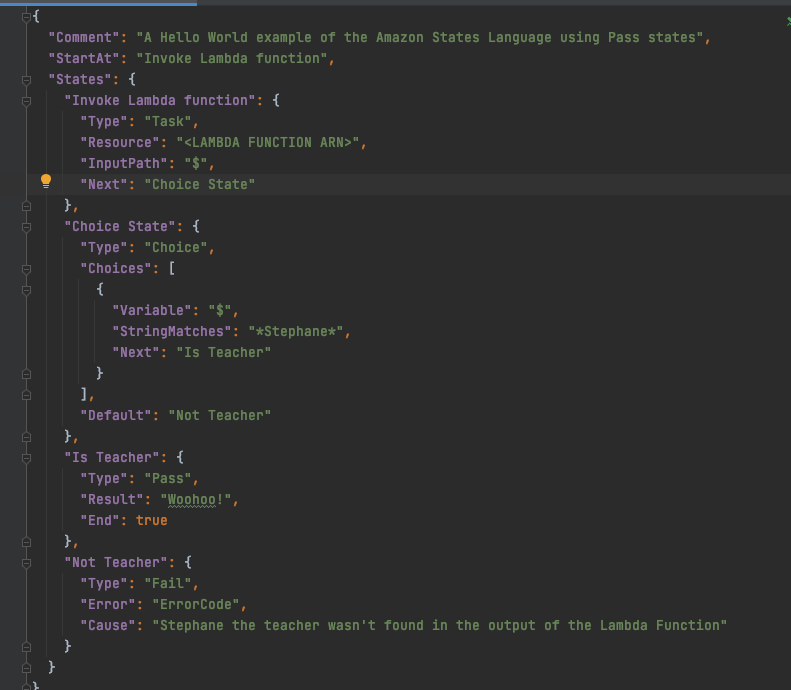 {
  "Comment": "A Hello World example of the Amazon States Language using Pass states",
  "StartAt": "Invoke Lambda function",
  "States": {
    "Invoke Lambda function": {
      "Type": "Task",
      "Resource": "<LAMBDA FUNCTION ARN>",
      "InputPath": "$",
      "Next": "Choice State"
    },
    "Choice State": {
      "Type": "Choice",
      "Choices": [
        {
          "Variable": "$",
          "StringMatches": "*Stephane*",
          "Next": "Is Teacher"
        }
      ],
      "Default": "Not Teacher"
    },
    "Is Teacher": {
      "Type": "Pass",
      "Result": "Woohoo!",
      "End": true
    },
    "Not Teacher": {
      "Type": "Fail",
      "Error": "ErrorCode",
      "Cause": "Stephane the teacher wasn't found in the output of the Lambda Function"
    }
  }
}